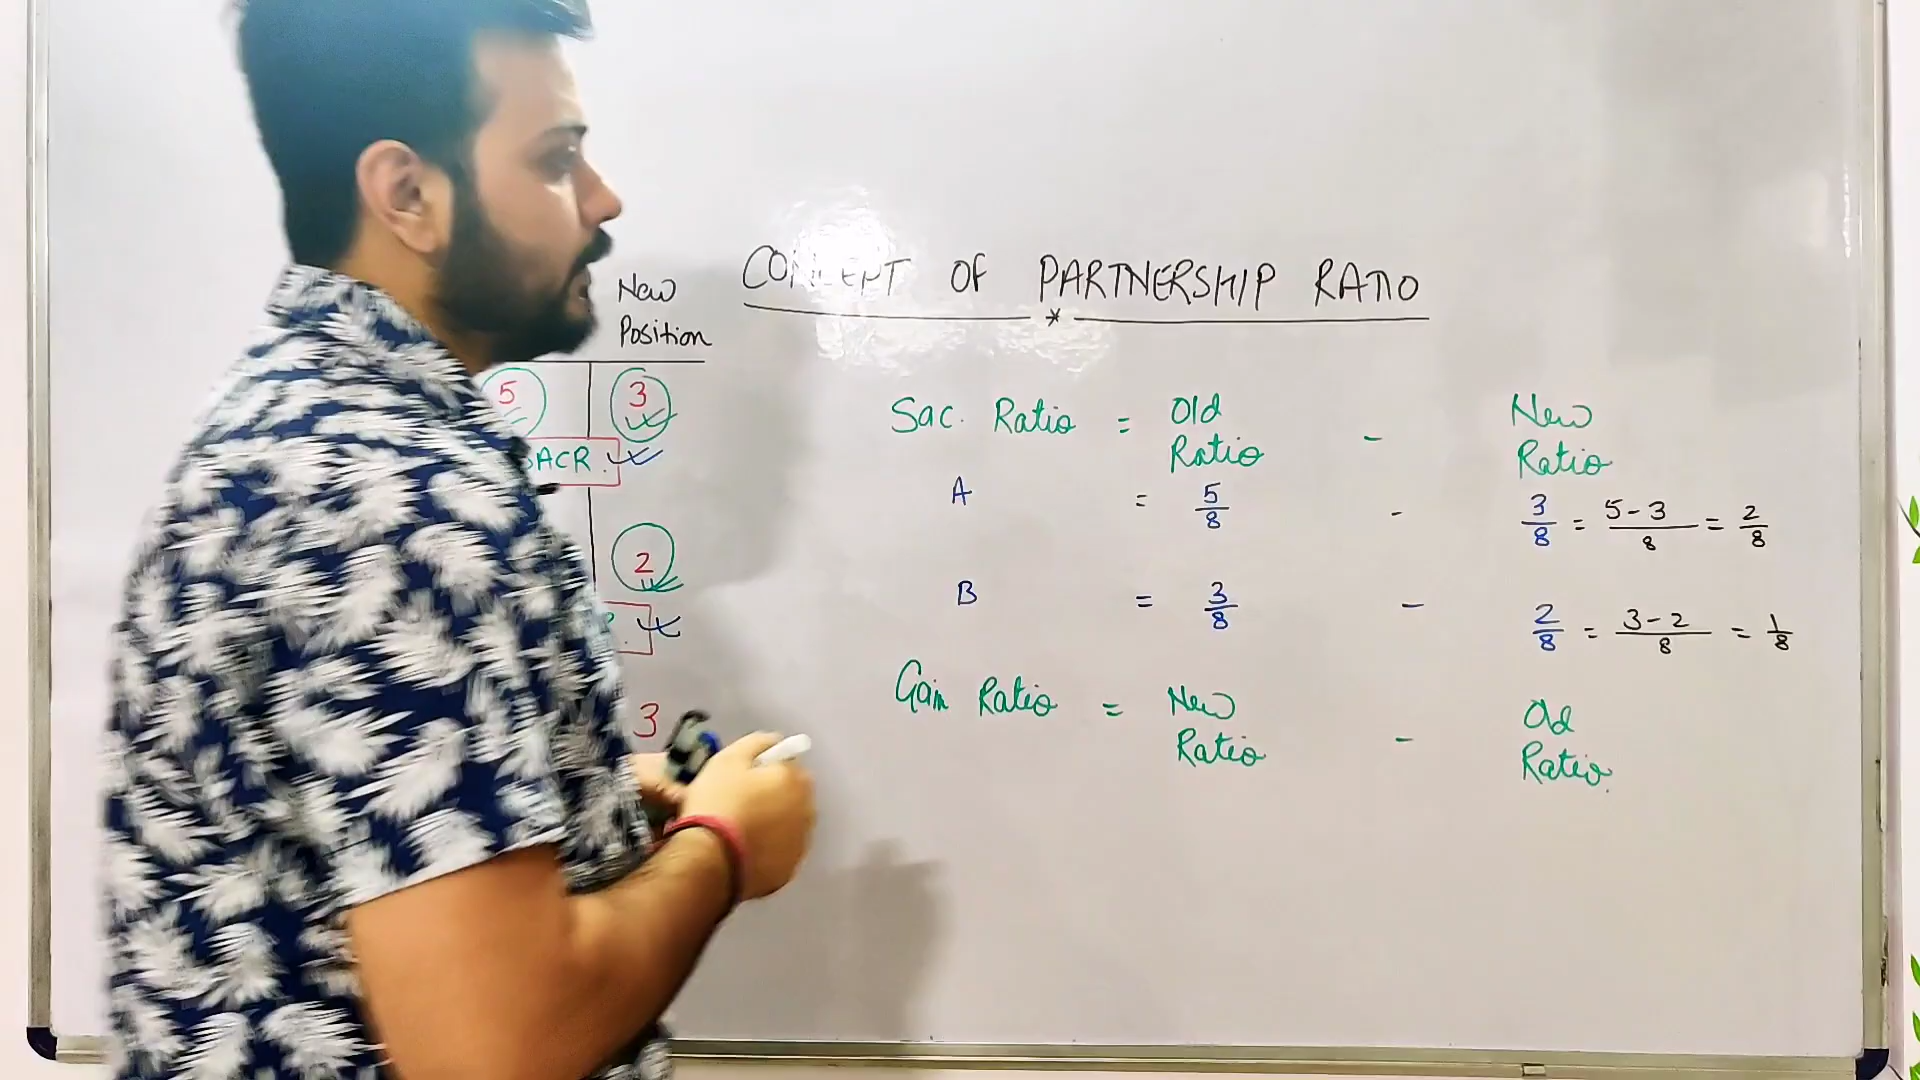 New
Position
CONCEPT OF PARTNERSHIP RATIO
*
5 3
SACR.
2
3
Sac. Ratio = Old Ratio - New Ratio
A = 5/8 - 3/8 = 5-3/8 = 2/8
B = 3/8 - 2/8 = 3-2/8 = 1/8
Gain Ratio = New Ratio - Old Ratio.